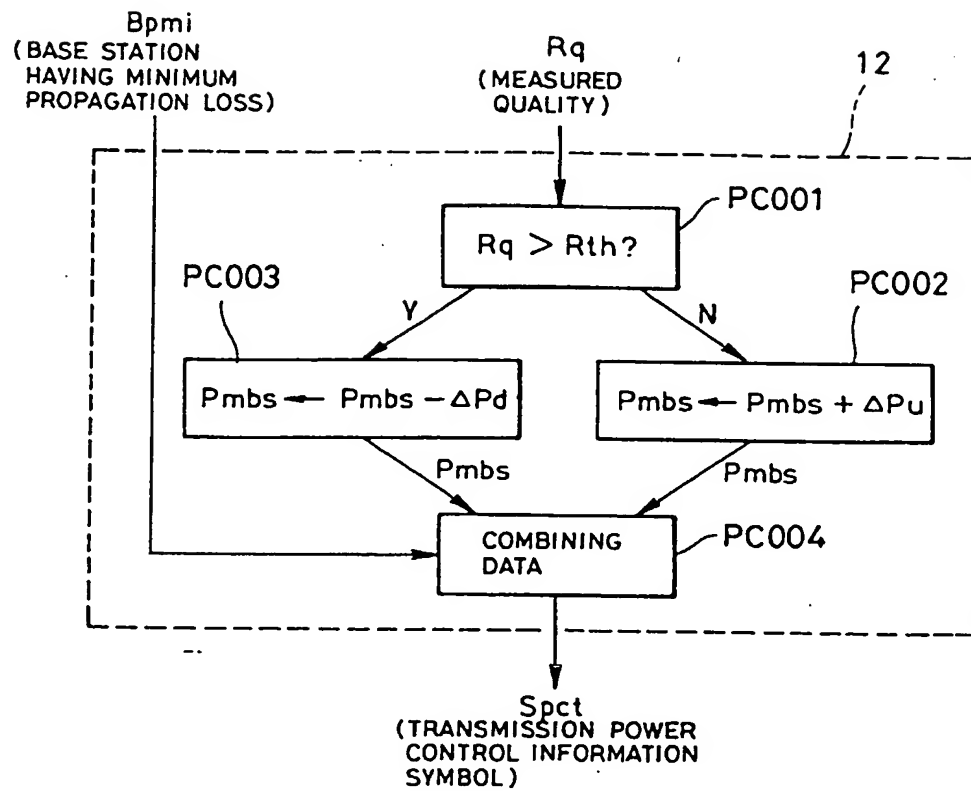 Bpmi
(BASE STATION
HAVING MINIMUM
PROPAGATION LOSS)
Rq
(MEASURED
QUALITY)
12
PC001
Rq > Rth?
PC003
PC002
Y
N
Pmbs ← Pmbs − ΔPd
Pmbs ← Pmbs + ΔPu
Pmbs
Pmbs
COMBINING
DATA
PC004
Spct
(TRANSMISSION POWER
CONTROL INFORMATION
SYMBOL)